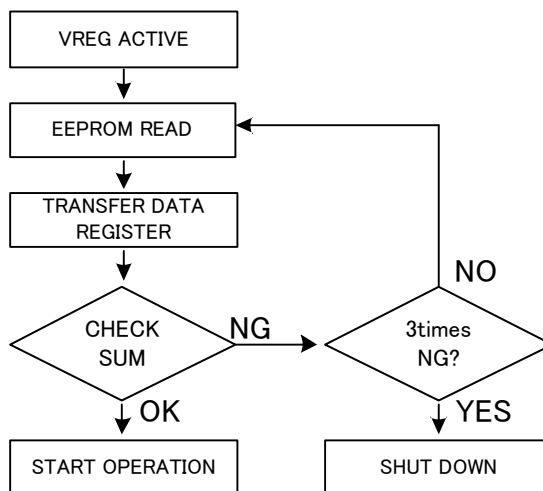 VREG ACTIVE
EEPROM READ
TRANSFER DATA
REGISTER
NO
CHECK
SUM
NG
3times
NG?
OK
YES
START OPERATION
SHUT DOWN